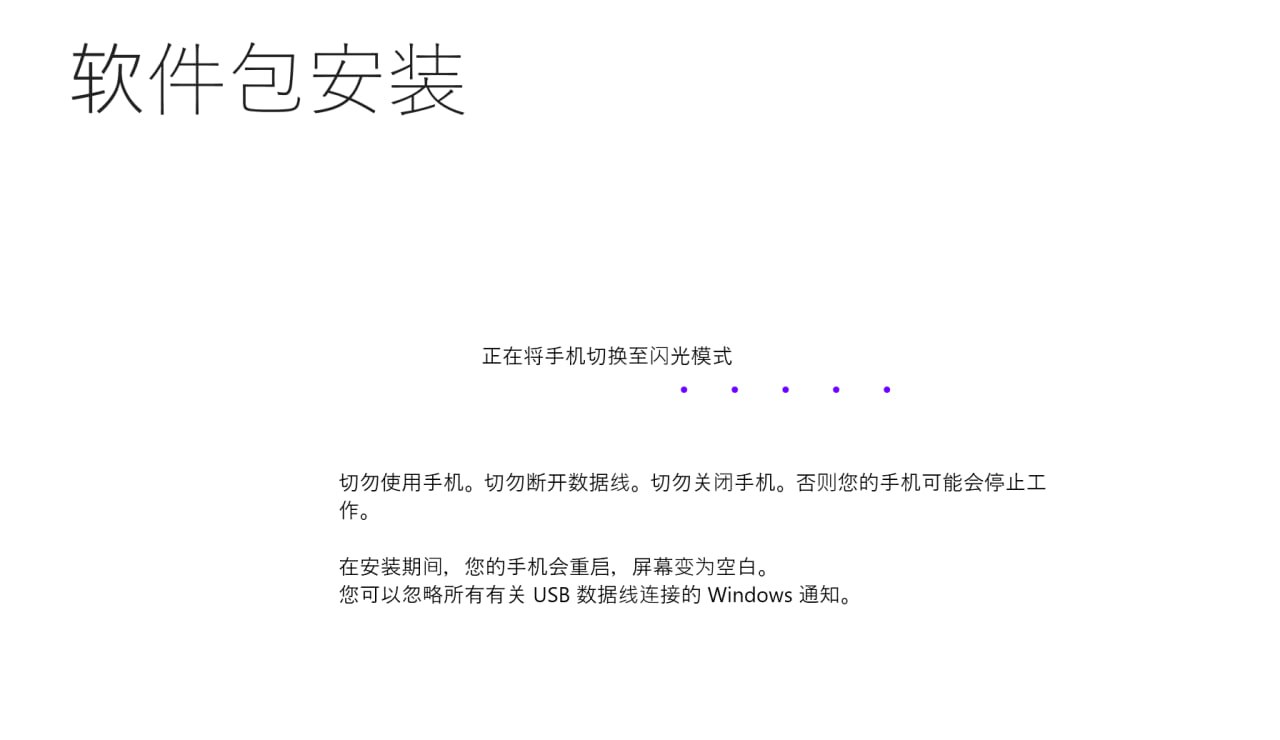 软件包安装
正在将手机切换至闪光模式
切勿使用手机。切勿断开数据线。切勿关闭手机。否则您的手机可能会停止工
作。
在安装期间，您的手机会重启，屏幕变为空白。
您可以忽略所有有关 USB 数据线连接的 Windows 通知。